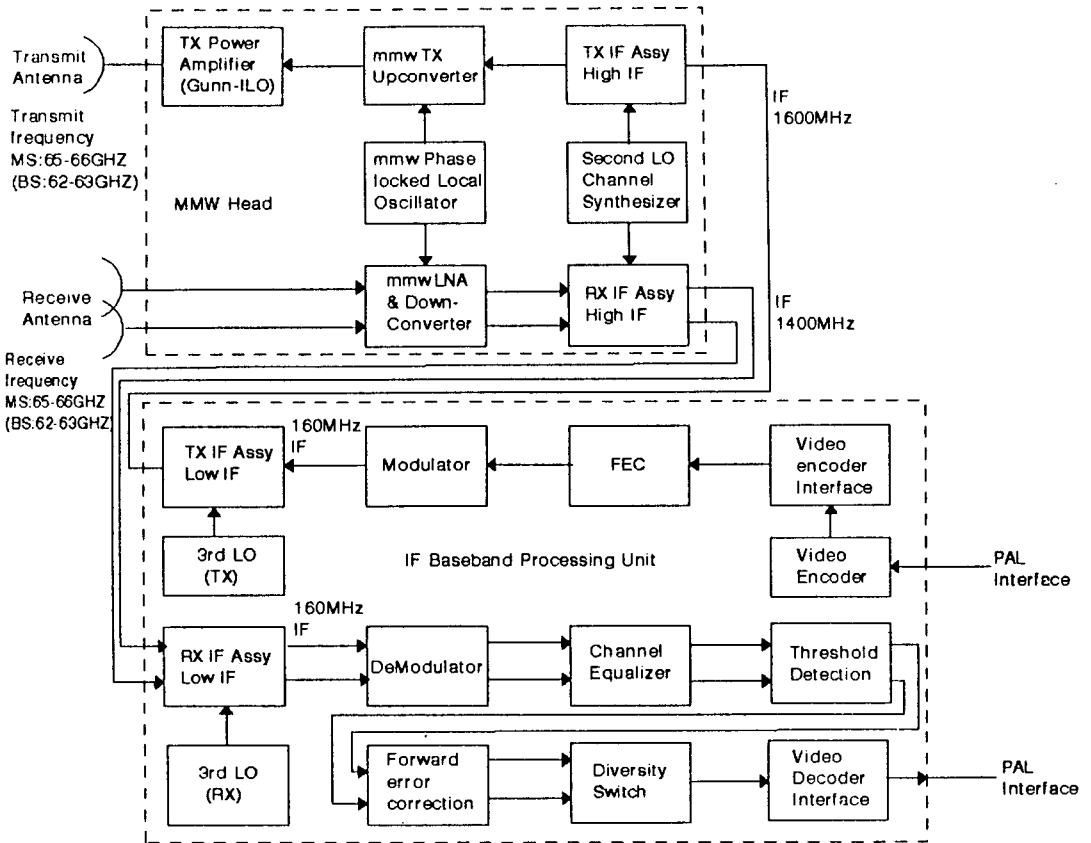 Transmit
Antenna
TX Power
Amplifier
(Gunn-ILO)
mmw TX
Upconverter
TX IF Assy
High IF
IF
1600MHz
Transmit
frequency
MS:65-66GHZ
(BS:62-63GHZ)
MMW Head
mmw Phase
locked Local
Oscillator
Second LO
Channel
Synthesizer
Receive
Antenna
mmw LNA
& Down-
Converter
RX IF Assy
High IF
IF
1400MHz
Receive
frequency
MS:65-66GHZ
(BS:62-63GHZ)
TX IF Assy
Low IF
160MHz
IF
Modulator
FEC
Video
encoder
Interface
3rd LO
(TX)
IF Baseband Processing Unit
Video
Encoder
PAL
Interface
RX IF Assy
Low IF
160MHz
IF
DeModulator
Channel
Equalizer
Threshold
Detection
3rd LO
(RX)
Forward
error
correction
Diversity
Switch
Video
Decoder
Interface
PAL
Interface